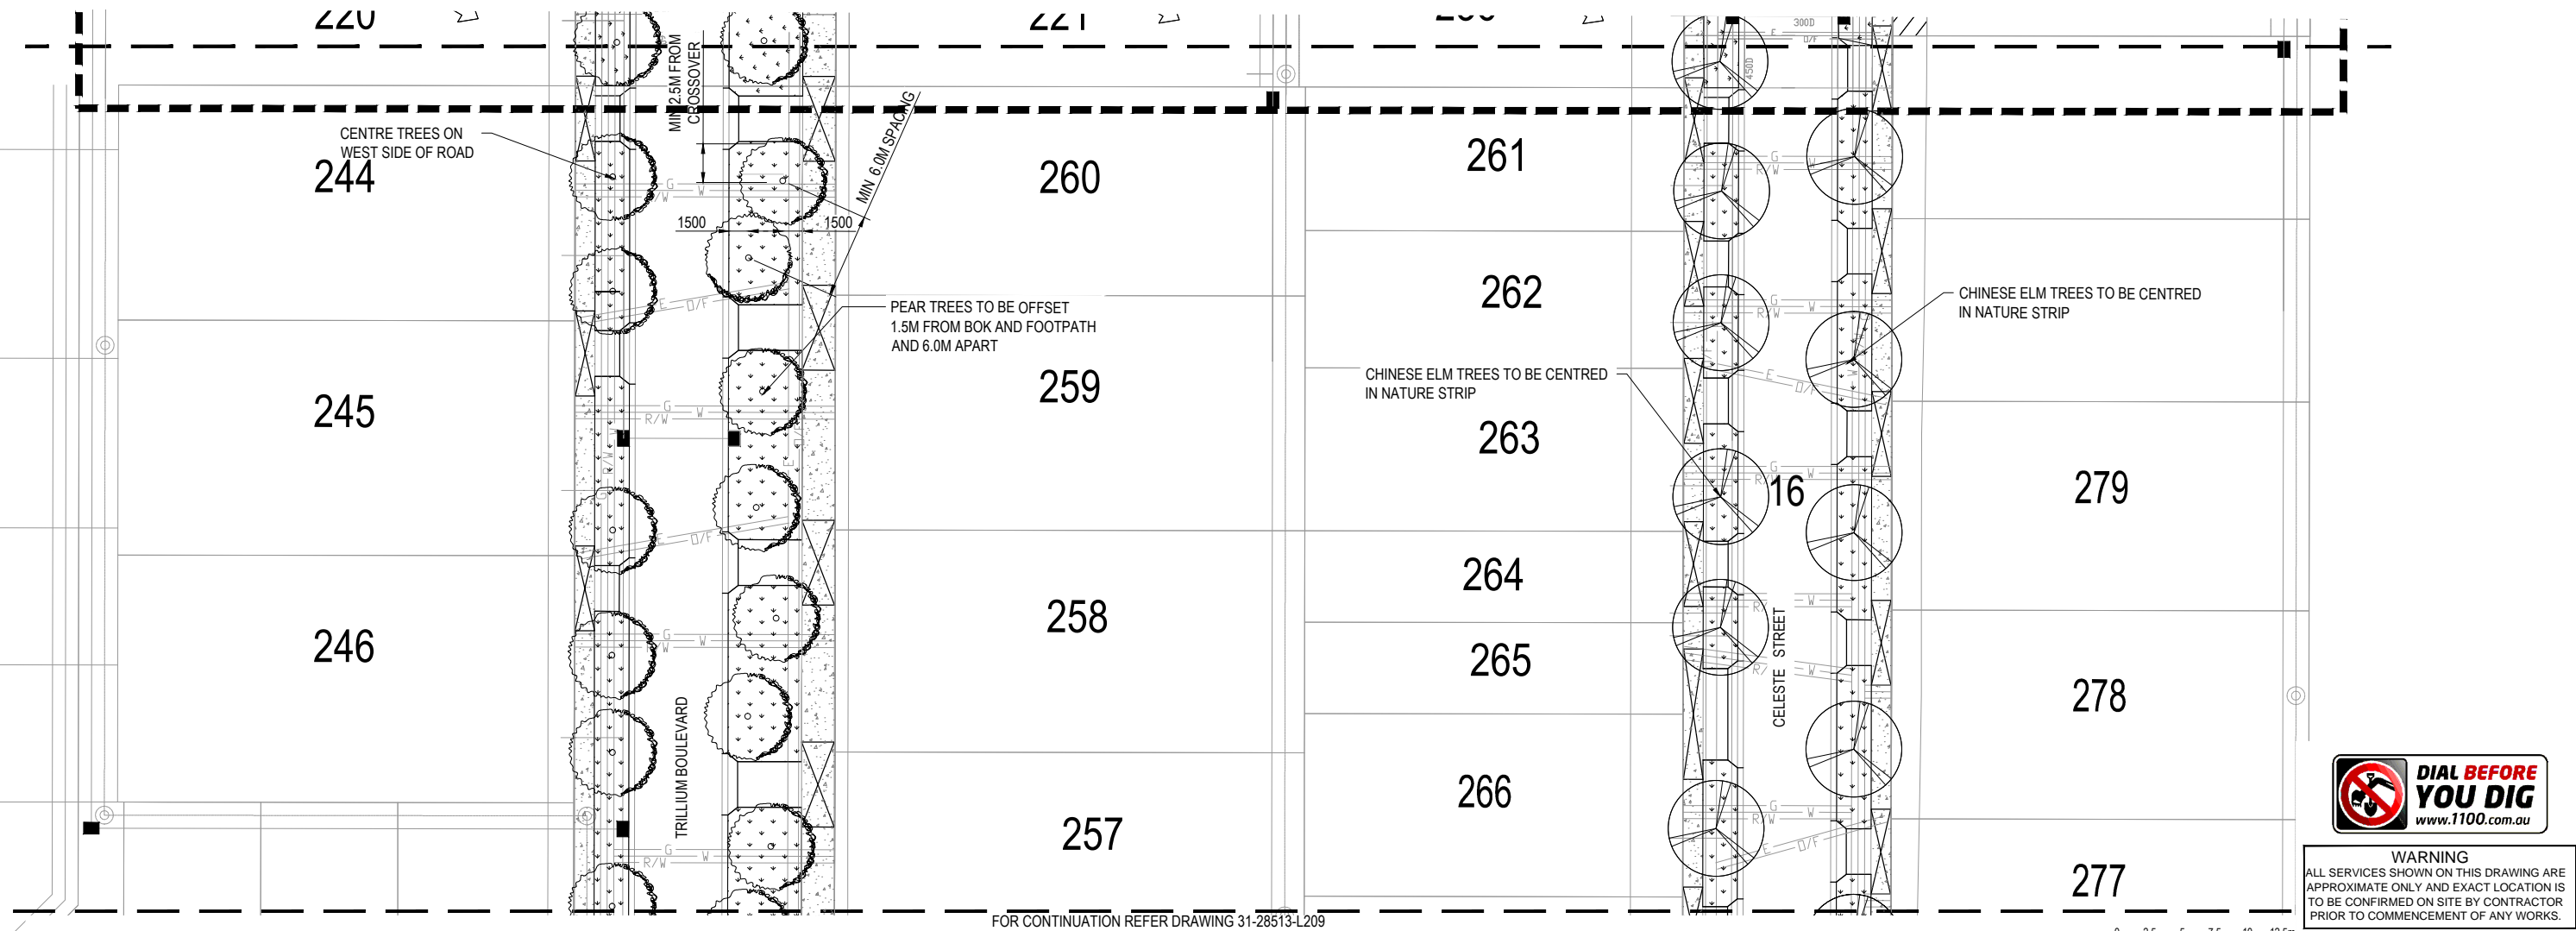 220
221
300D
D/F
E
450D
MIN 2.5M FROM
CROSSOVER
MIN 6.0M SPACING
CENTRE TREES ON
WEST SIDE OF ROAD
244
260
261
G
R/W
W
G
R/W
W
1500
1500
262
E
D/F
PEAR TREES TO BE OFFSET
1.5M FROM BOK AND FOOTPATH
AND 6.0M APART
G
R/W
W
CHINESE ELM TREES TO BE CENTRED
IN NATURE STRIP
245
259
CHINESE ELM TREES TO BE CENTRED
IN NATURE STRIP
E
D/F
G
R/W
W
263
G
R/W
W
16
279
E
D/F
264
246
258
265
G
R/W
W
W
W
278
TRILLIUM BOULEVARD
CELESTE STREET
266
257
G
R/W
W
G
R/W
W
E
D/F
277
FOR CONTINUATION REFER DRAWING 31-28513-L209
DIAL BEFORE
YOU DIG
www.1100.com.au
WARNING
ALL SERVICES SHOWN ON THIS DRAWING ARE
APPROXIMATE ONLY AND EXACT LOCATION IS
TO BE CONFIRMED ON SITE BY CONTRACTOR
PRIOR TO COMMENCEMENT OF ANY WORKS.